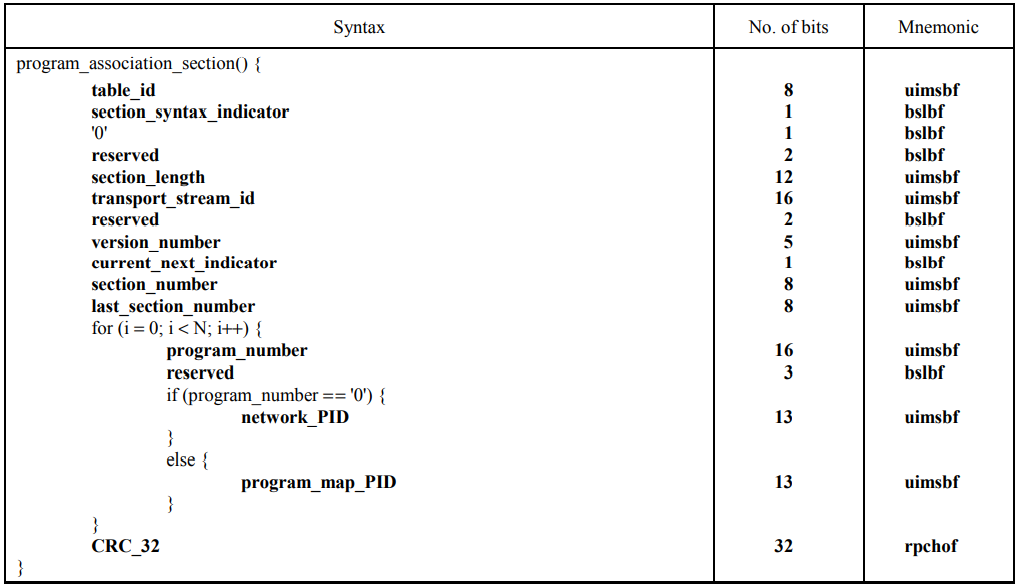 Syntax No. of bits Mnemonic
program_association_section() {
table_id 8 uimsbf
section_syntax_indicator 1 bslbf
'0' 1 bslbf
reserved 2 bslbf
section_length 12 uimsbf
transport_stream_id 16 uimsbf
reserved 2 bslbf
version_number 5 uimsbf
current_next_indicator 1 bslbf
section_number 8 uimsbf
last_section_number 8 uimsbf
for (i = 0; i < N; i++) {
program_number 16 uimsbf
reserved 3 bslbf
if (program_number == '0') {
network_PID 13 uimsbf
}
else {
program_map_PID 13 uimsbf
}
}
CRC_32 32 rpchof
}